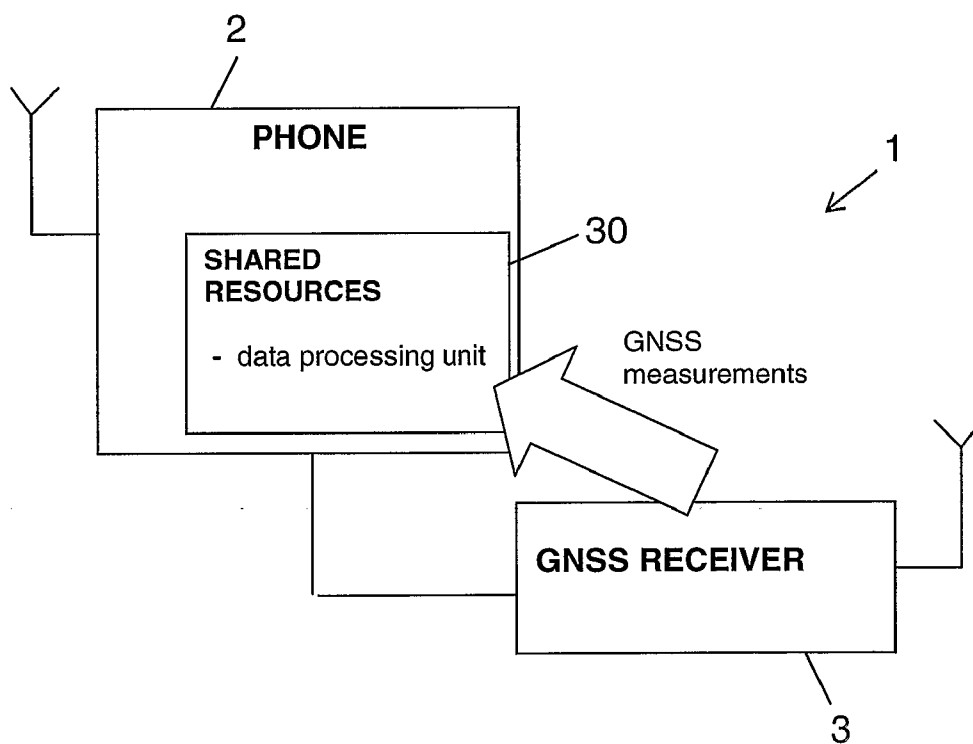 2
PHONE
1
30
SHARED
RESOURCES
- data processing unit
GNSS
measurements
GNSS RECEIVER
3